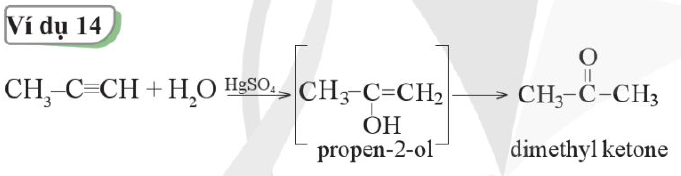 Ví dụ 14
O
CH₃–C≡CH + H₂O HgSO₄ CH₃–C=CH₂ CH₃–C–CH₃
OH
propen-2-ol dimethyl ketone